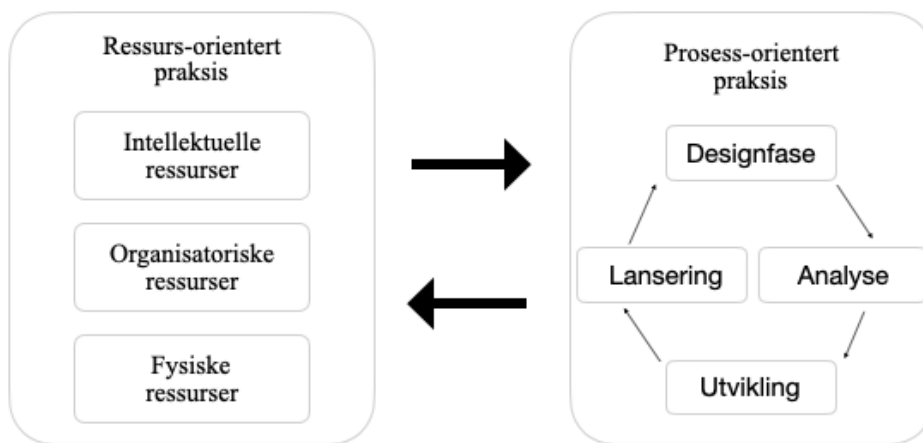 Ressurs-orientert
praksis
Intellektuelle
ressurser
Organisatoriske
ressurser
Fysiske
ressurser
Prosess-orientert
praksis
Designfase
Lansering
Analyse
Utvikling